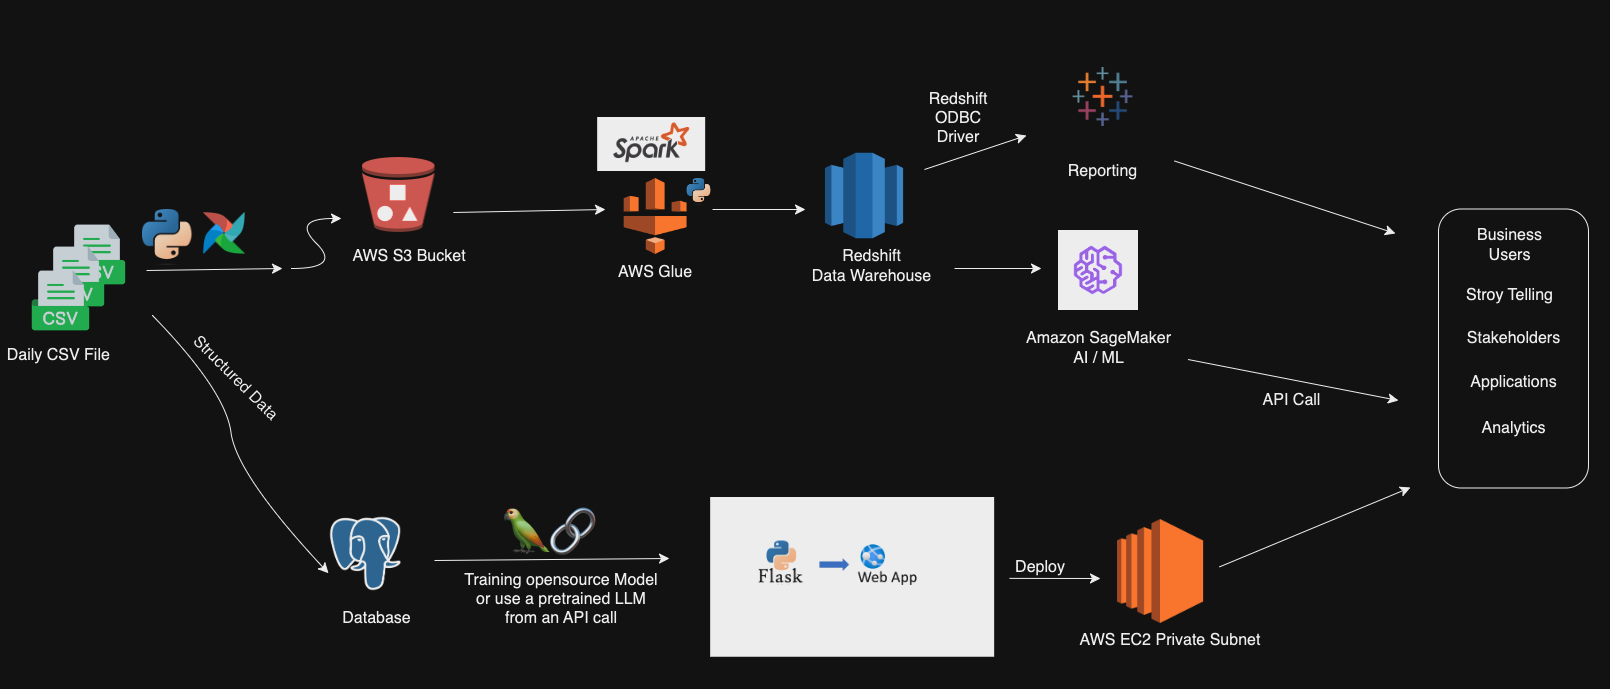 Daily CSV File
CSV
SV
V
Structured Data
AWS S3 Bucket
APACHE
Spark
AWS Glue
Redshift
Data Warehouse
Redshift
ODBC
Driver
Reporting
Amazon SageMaker
AI / ML
API Call
Business
Users
Stroy Telling
Stakeholders
Applications
Analytics
Database
Training opensource Model
or use a pretrained LLM
from an API call
Flask
Web App
Deploy
AWS EC2 Private Subnet